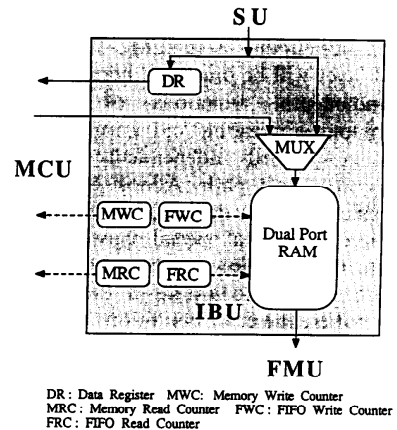 SU
DR
MUX
MCU
MWC FWC
Dual Port
RAM
MRC FRC
IBU
FMU
DR : Data Register MWC: Memory Write Counter
MRC : Memory Read Counter FWC : FIFO Write Counter
FRC : FIFO Read Counter